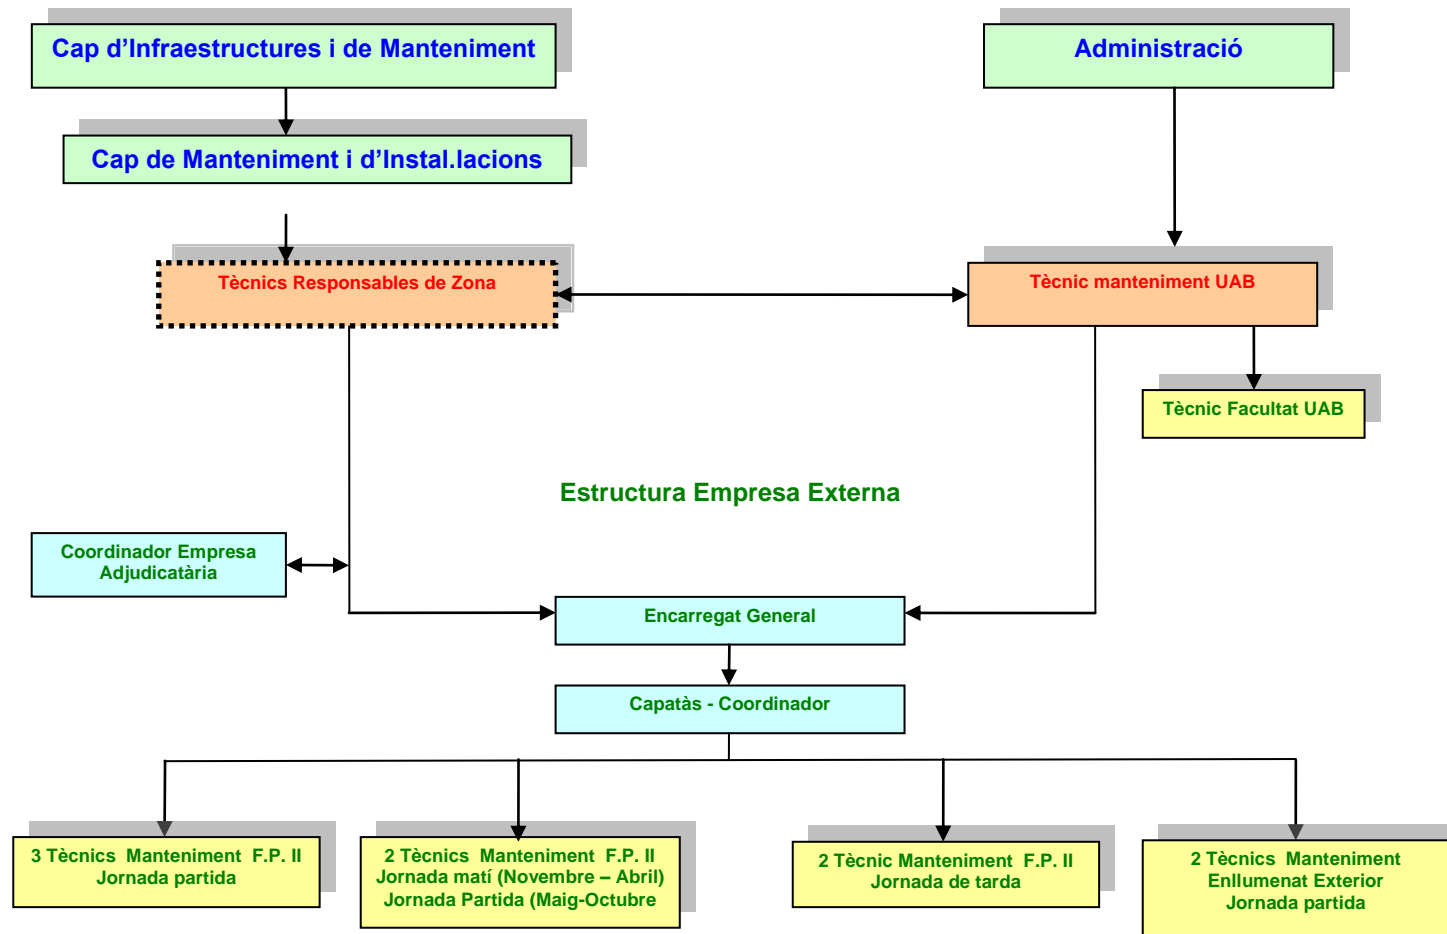 Cap d’Infraestructures i de Manteniment
Administració
Cap de Manteniment i d’Instal.lacions
Tècnics Responsables de Zona
Tècnic manteniment UAB
Tècnic Facultat UAB
Estructura Empresa Externa
Coordinador Empresa
Adjudicatària
Encarregat General
Capatàs - Coordinador
3 Tècnics Manteniment F.P. II
Jornada partida
2 Tècnics Manteniment F.P. II
Jornada matí (Novembre – Abril)
Jornada Partida (Maig-Octubre
2 Tècnic Manteniment F.P. II
Jornada de tarda
2 Tècnics Manteniment
Enllumenat Exterior
Jornada partida